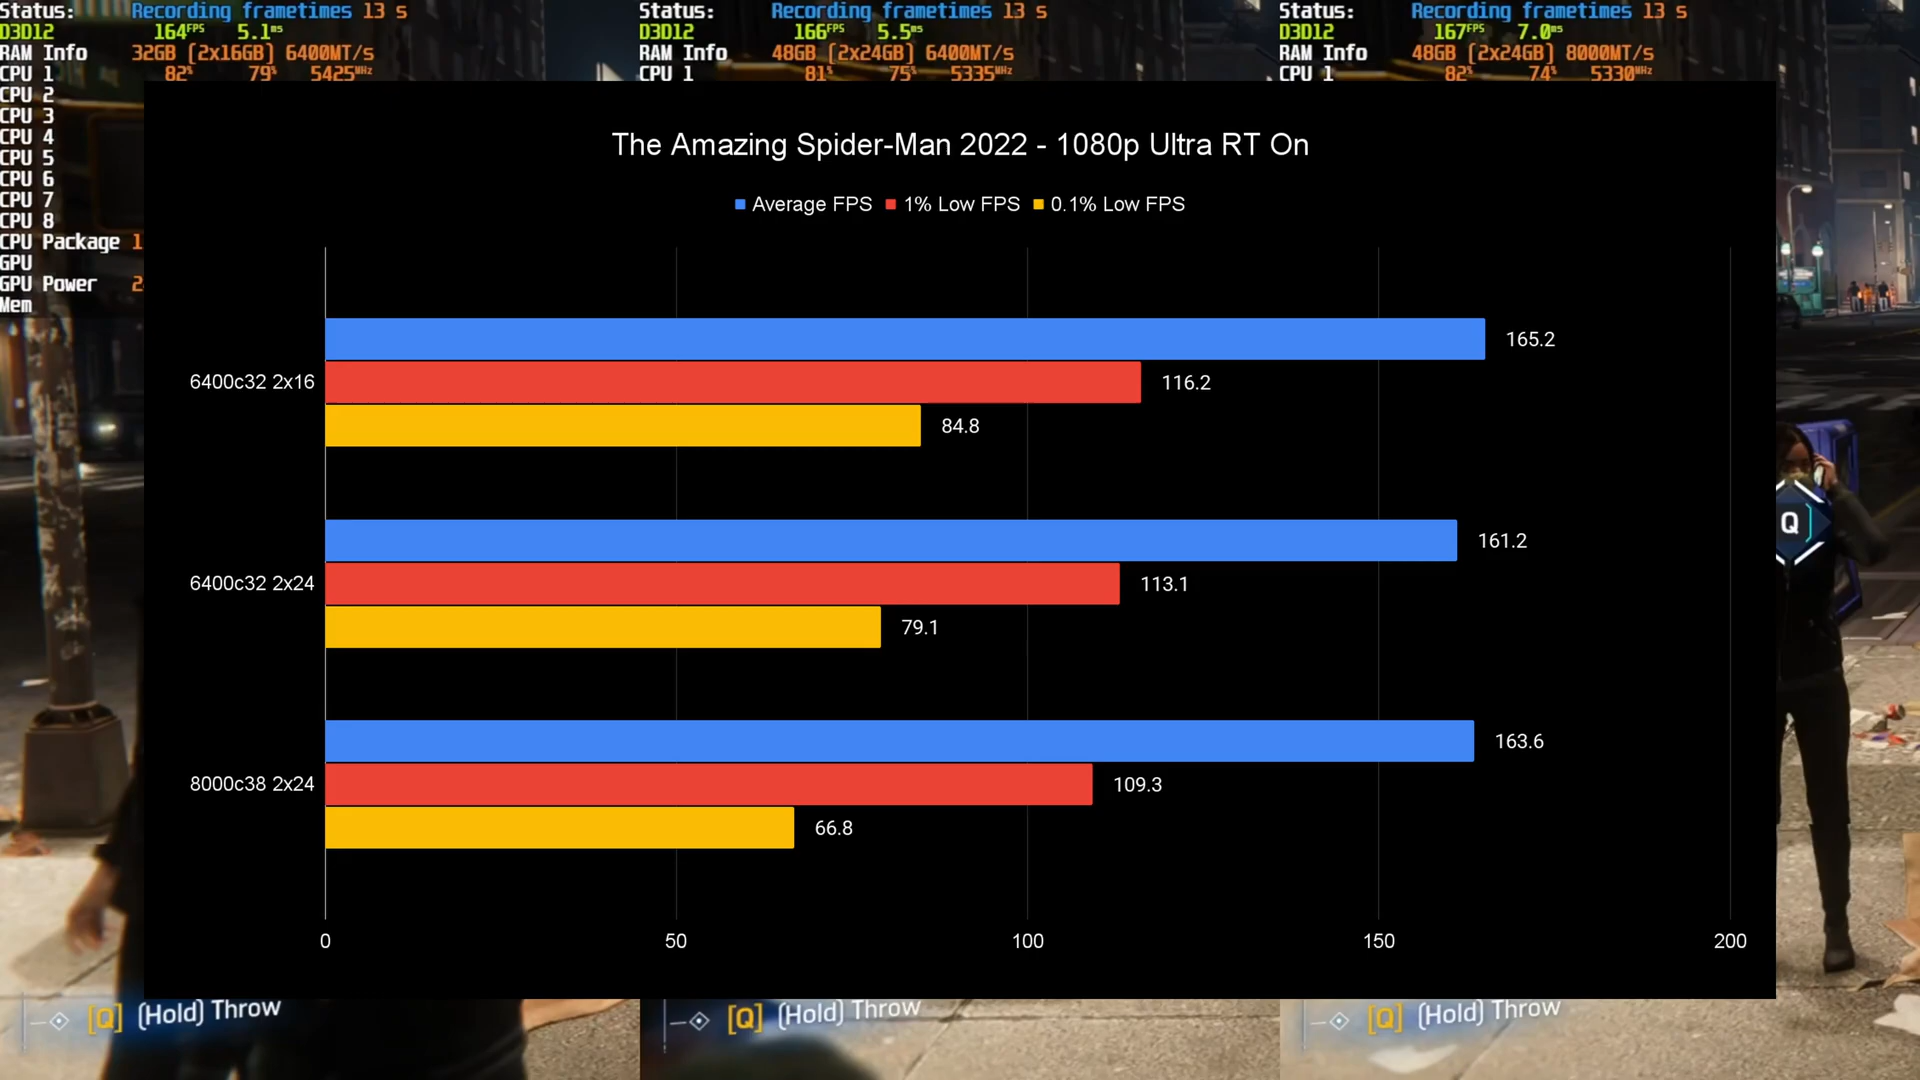 Status: Recording frametimes 13 s
D3D12 164FPS 5.1ms
RAM Info 32GB [2x16GB] 6400MT/s
CPU 1 82% 79% 5425MHz
CPU 2
CPU 3
CPU 4
CPU 5
CPU 6
CPU 7
CPU 8
CPU Package 1
GPU
GPU Power 2
Mem
Status: Recording frametimes 13 s
D3D12 166FPS 5.5ms
RAM Info 48GB [2x24GB] 6400MT/s
CPU 1 81% 75% 5335MHz
Status: Recording frametimes 13 s
D3D12 167FPS 7.0ms
RAM Info 48GB [2x24GB] 8000MT/s
CPU 1 82% 74% 5330MHz
The Amazing Spider-Man 2022 - 1080p Ultra RT On
Average FPS 1% Low FPS 0.1% Low FPS
165.2
6400c32 2x16 116.2
84.8
161.2
6400c32 2x24 113.1
79.1
163.6
8000c38 2x24 109.3
66.8
0 50 100 150 200
Q
[Q] (Hold) Throw
[Q] (Hold) Throw
[Q] (Hold) Throw